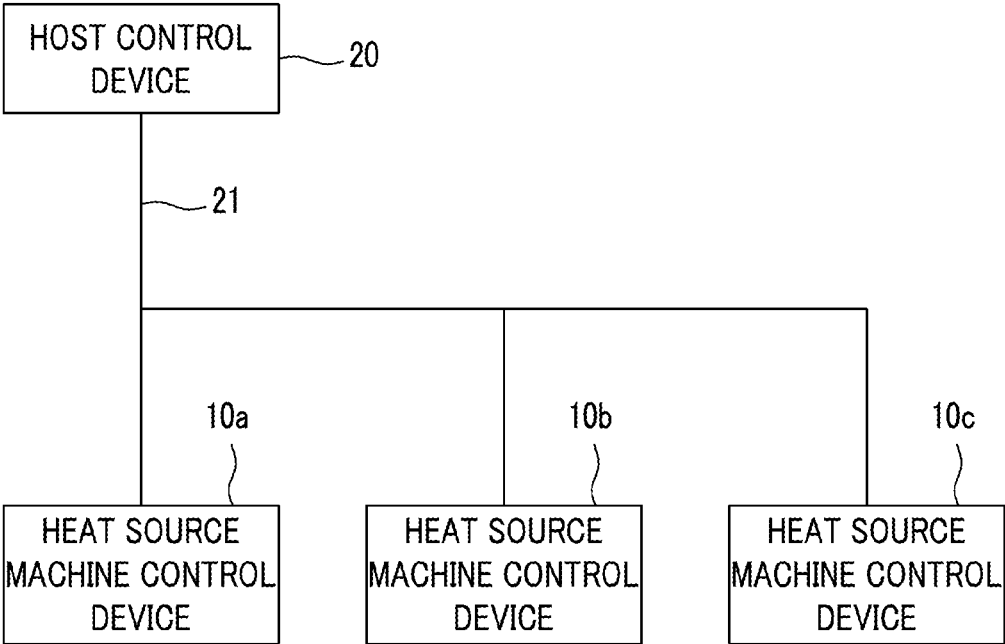 HOST CONTROL
DEVICE
20
21
10a
10b
10c
HEAT SOURCE
MACHINE CONTROL
DEVICE
HEAT SOURCE
MACHINE CONTROL
DEVICE
HEAT SOURCE
MACHINE CONTROL
DEVICE